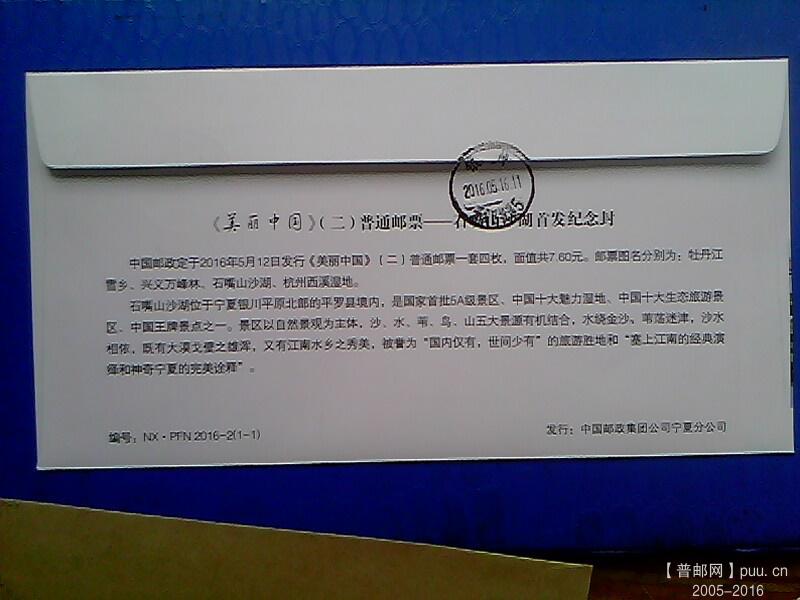 2016.05.16.11
《美丽中国》(二)普通邮票——石嘴山沙湖首发纪念封
中国邮政定于2016年5月12日发行《美丽中国》(二)普通邮票一套四枚，面值共7.60元。邮票图名分别为：牡丹江
雪乡、兴义万峰林、石嘴山沙湖、杭州西溪湿地。
石嘴山沙湖位于宁夏银川平原北部的平罗县境内，是国家首批5A级景区、中国十大魅力湿地、中国十大生态旅游景
区、中国王牌景点之一。景区以自然景观为主体，沙、水、苇、鸟、山五大景源有机结合，水绕金沙，苇荡迷津，沙水
相依，既有大漠戈壁之雄浑，又有江南水乡之秀美，被誉为“国内仅有，世间少有”的旅游胜地和“塞上江南的经典演
绎和神奇宁夏的完美诠释”。
编号：NX·PFN 2016-2(1-1)
发行：中国邮政集团公司宁夏分公司
【普邮网】puu.cn
2005-2016